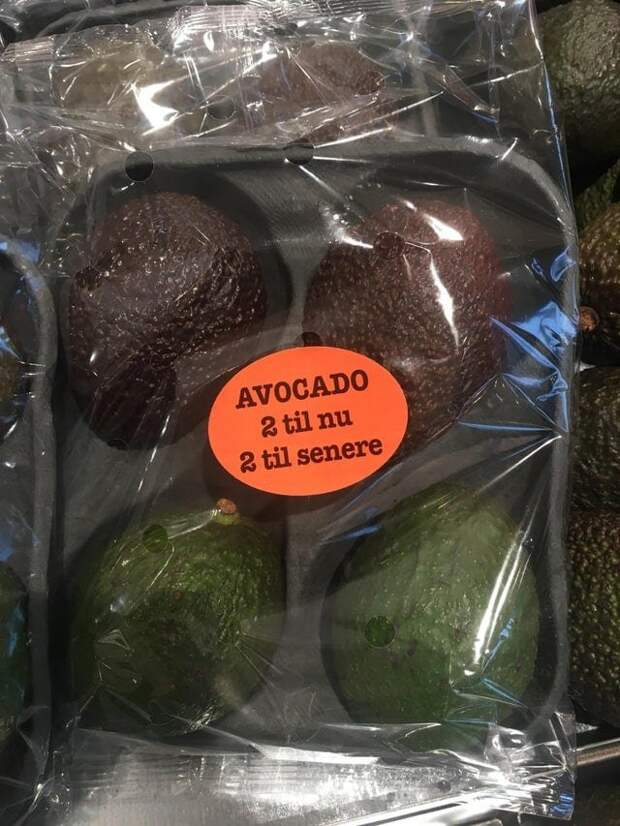 AVOCADO
2 til nu
2 til senere